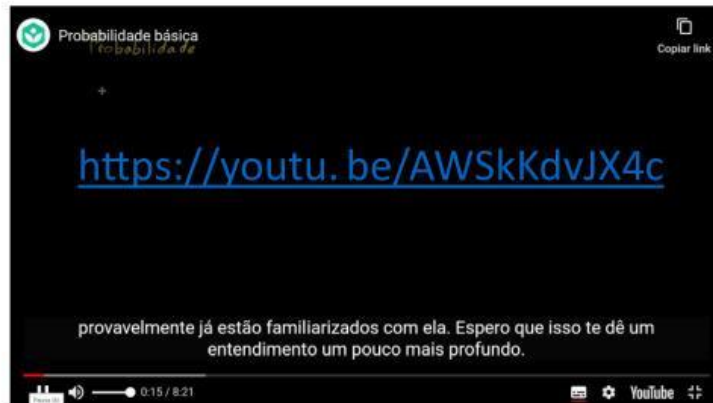 Probabilidade básica
Probabilidade
Copiar link
https://youtu. be/AWSkKdvJX4c
provavelmente já estão familiarizados com ela. Espero que isso te dê um
entendimento um pouco mais profundo.
0:15 / 8:21
YouTube